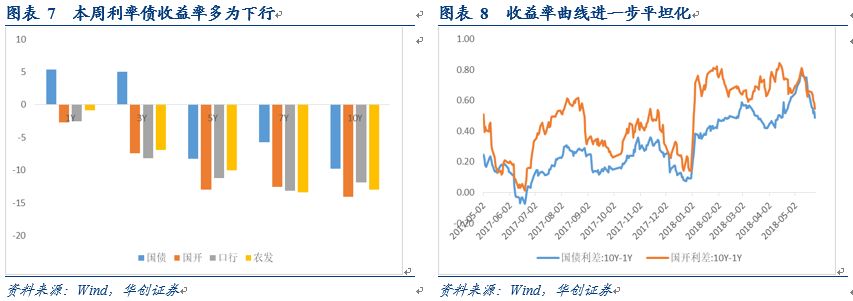 图表 7 本周利率债收益率多为下行
10
5
0
-5
-10
-15
-20
1Y
3Y
5Y
7Y
10Y
国债
国开
口行
农发
资料来源：Wind，华创证券
图表 8 收益率曲线进一步平坦化
1.00
0.80
0.60
0.40
0.20
0.00
-0.20
2017-05-02
2017-06-02
2017-07-02
2017-08-02
2017-09-02
2017-10-02
2017-11-02
2017-12-02
2018-01-02
2018-02-02
2018-03-02
2018-04-02
2018-05-02
国债利差:10Y-1Y
国开利差:10Y-1Y
资料来源：Wind，华创证券